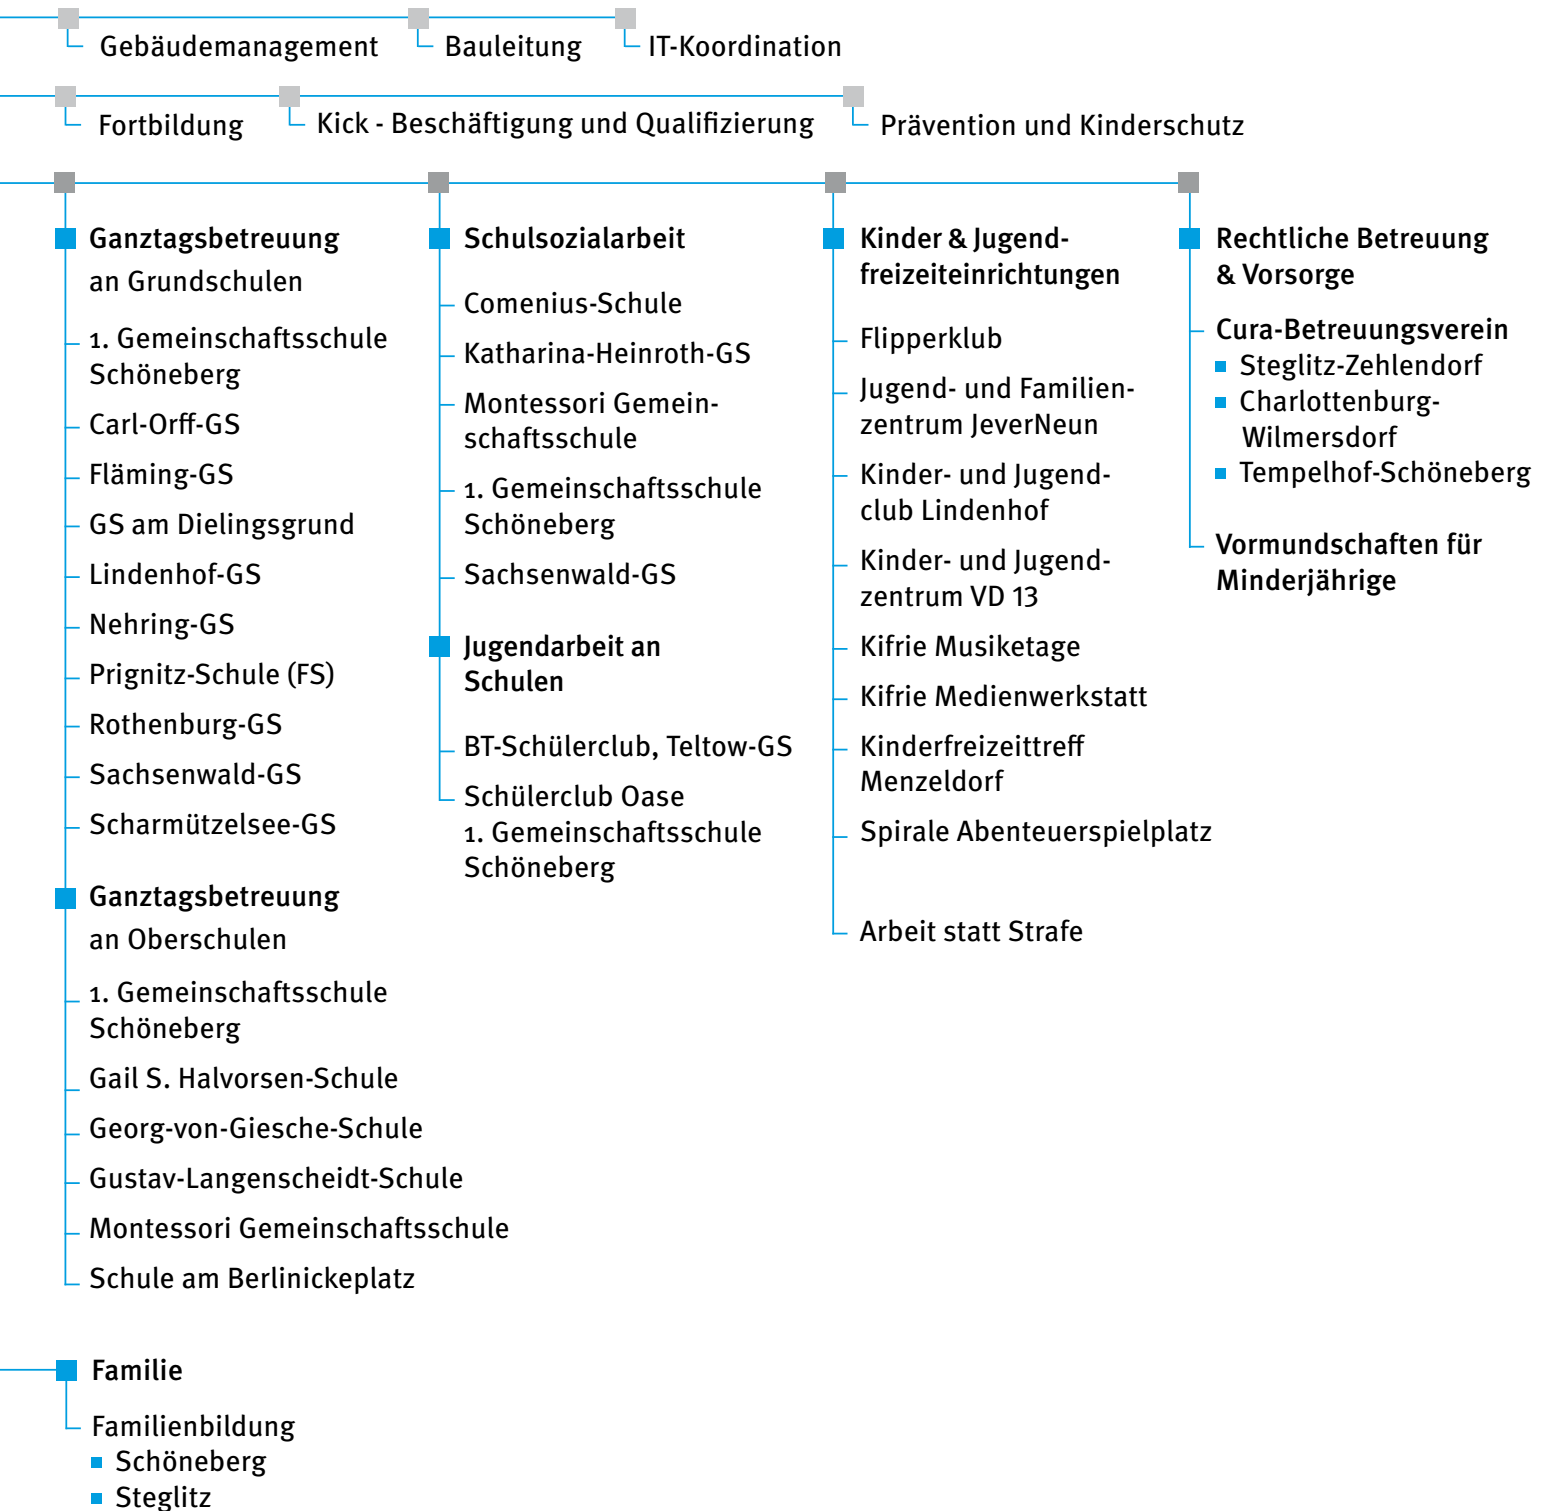 Gebäudemanagement
Bauleitung
IT-Koordination
Fortbildung
Kick - Beschäftigung und Qualifizierung
Prävention und Kinderschutz
Ganztagsbetreuung
an Grundschulen
1. Gemeinschaftsschule
Schöneberg
Carl-Orff-GS
Fläming-GS
GS am Dielingsgrund
Lindenhof-GS
Nehring-GS
Prignitz-Schule (FS)
Rothenburg-GS
Sachsenwald-GS
Scharmützelsee-GS
Ganztagsbetreuung
an Oberschulen
1. Gemeinschaftsschule
Schöneberg
Gail S. Halvorsen-Schule
Georg-von-Giesche-Schule
Gustav-Langenscheidt-Schule
Montessori Gemeinschaftsschule
Schule am Berlinickeplatz
Schulsozialarbeit
Comenius-Schule
Katharina-Heinroth-GS
Montessori Gemein-
schaftsschule
1. Gemeinschaftsschule
Schöneberg
Sachsenwald-GS
Jugendarbeit an
Schulen
BT-Schülerclub, Teltow-GS
Schülerclub Oase
1. Gemeinschaftsschule
Schöneberg
Kinder & Jugend-
freizeiteinrichtungen
Flipperklub
Jugend- und Familien-
zentrum JeverNeun
Kinder- und Jugend-
club Lindenhof
Kinder- und Jugend-
zentrum VD 13
Kifrie Musiketage
Kifrie Medienwerkstatt
Kinderfreizeittreff
Menzeldorf
Spirale Abenteuerspielplatz
Arbeit statt Strafe
Rechtliche Betreuung
& Vorsorge
Cura-Betreuungsverein
Steglitz-Zehlendorf
Charlottenburg-
Wilmersdorf
Tempelhof-Schöneberg
Vormundschaften für
Minderjährige
Familie
Familienbildung
Schöneberg
Steglitz